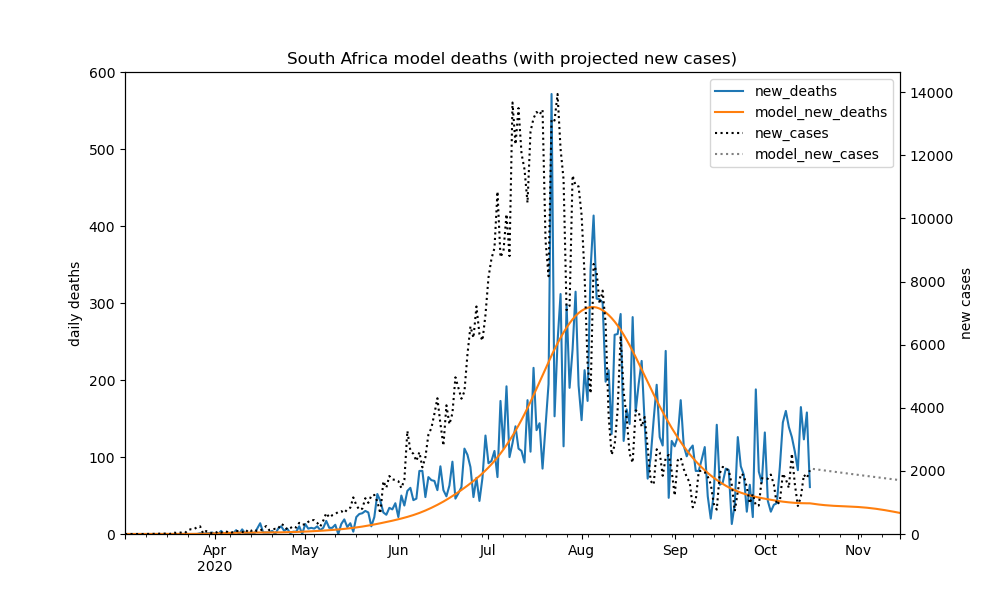 South Africa model deaths (with projected new cases)
600
500
400
300
200
100
0
daily deaths
14000
12000
10000
8000
6000
4000
2000
0
new cases
new_deaths
model_new_deaths
new_cases
model_new_cases
Apr
2020
May
Jun
Jul
Aug
Sep
Oct
Nov